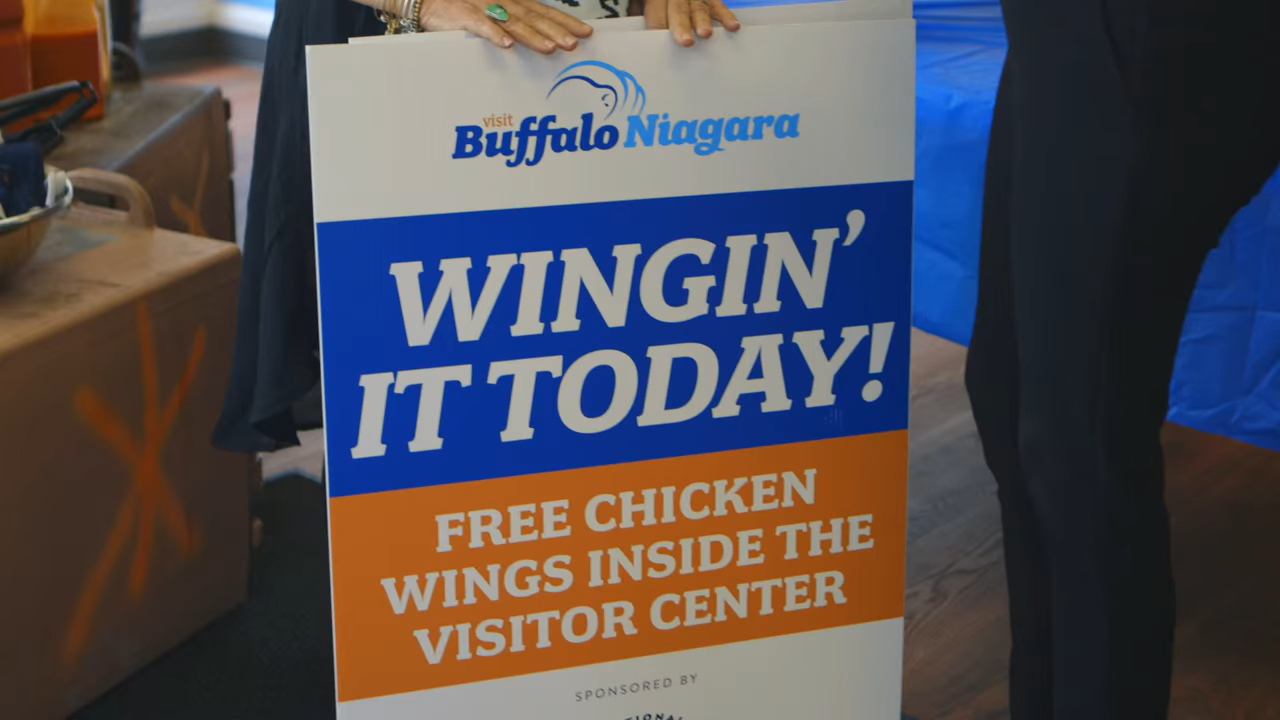 visit
Buffalo Niagara
WINGIN'
IT TODAY!
FREE CHICKEN
WINGS INSIDE THE
VISITOR CENTER
SPONSORED BY